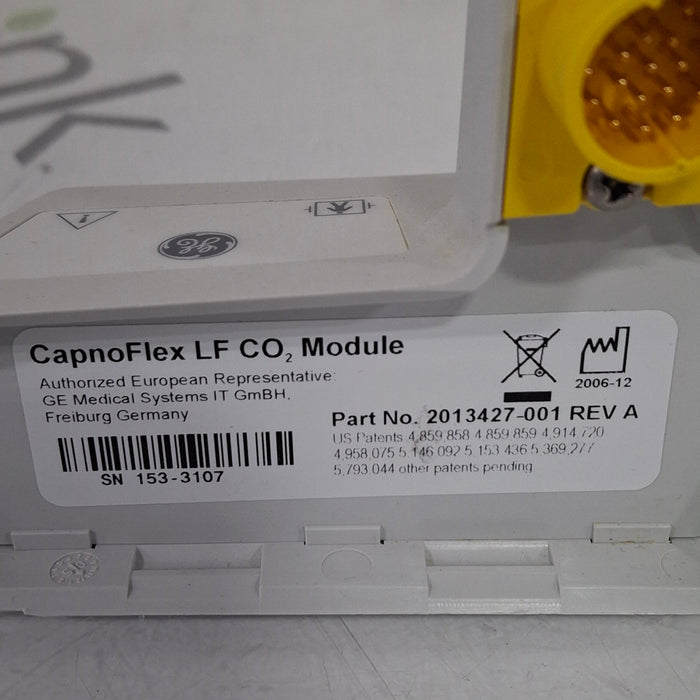 nk
GE
CapnoFlex LF CO₂ Module
Authorized European Representative:
GE Medical Systems IT GmBH,
Freiburg Germany
SN 153-3107
2006-12
Part No. 2013427-001 REV A
US Patents 4,859 858 4 859 859 4,914,720
4,958,075 5,146 092 5 153 436 5 369,277
5,793,044 other patents pending